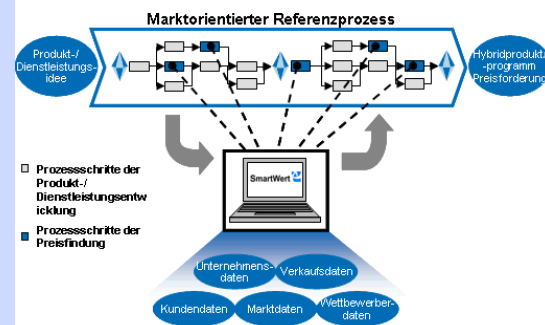 Marktorientierter Referenzprozess
Produkt-/
Dienstleistungs-
idee
Hybridprodukt/
-programm
Preisforderung
SmartWert
Prozessschritte der
Produkt-/
Dienstleistungsentw
icklung
Prozessschritte der
Preisfindung
Unternehmens-
daten
Verkaufsdaten
Kundendaten
Marktdaten
Wettbewerber-
daten